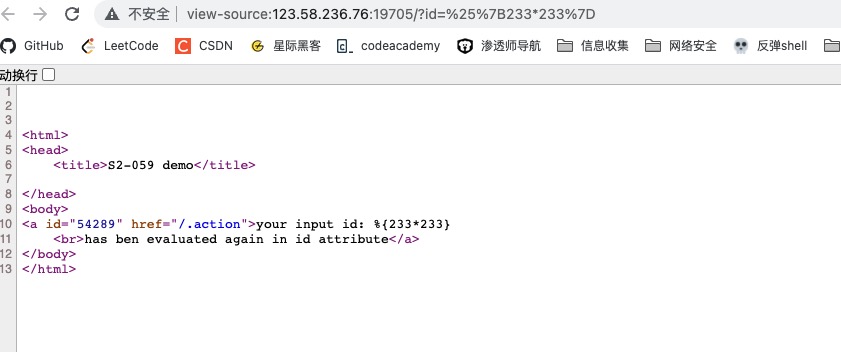 不安全 view-source:123.58.236.76:19705/?id=%25%7B233*233%7D
GitHub LeetCode CSDN 星际黑客 codeacademy 渗透师导航 信息收集 网络安全 反弹shell
动换行
1
2
3
4 <html>
5 <head>
6 <title>S2-059 demo</title>
7
8 </head>
9 <body>
10 <a id="54289" href="/.action">your input id: %{233*233}
11 <br>has ben evaluated again in id attribute</a>
12 </body>
13 </html>